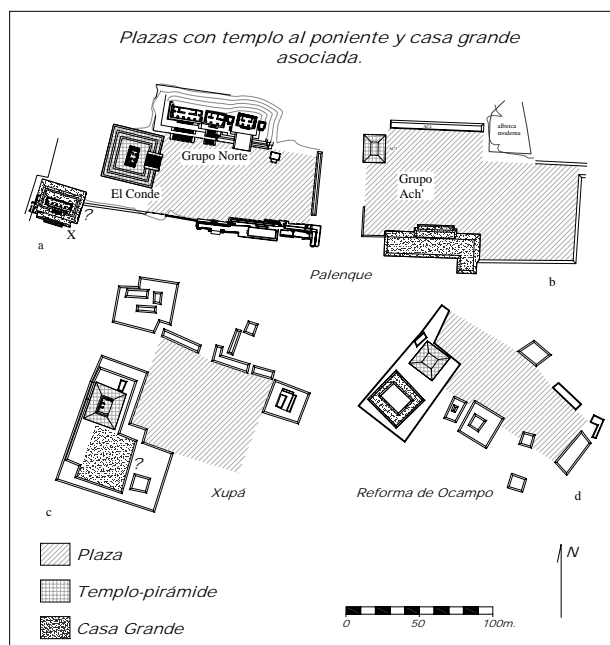 Plazas con templo al poniente y casa grande
asociada.
Grupo Norte
El Conde
?
X
a
alberca
moderna
Grupo
Ach'
b
Palenque
?
c
Xupá
Reforma de Ocampo
d
Plaza
Templo-pirámide
Casa Grande
N
0 50 100m.